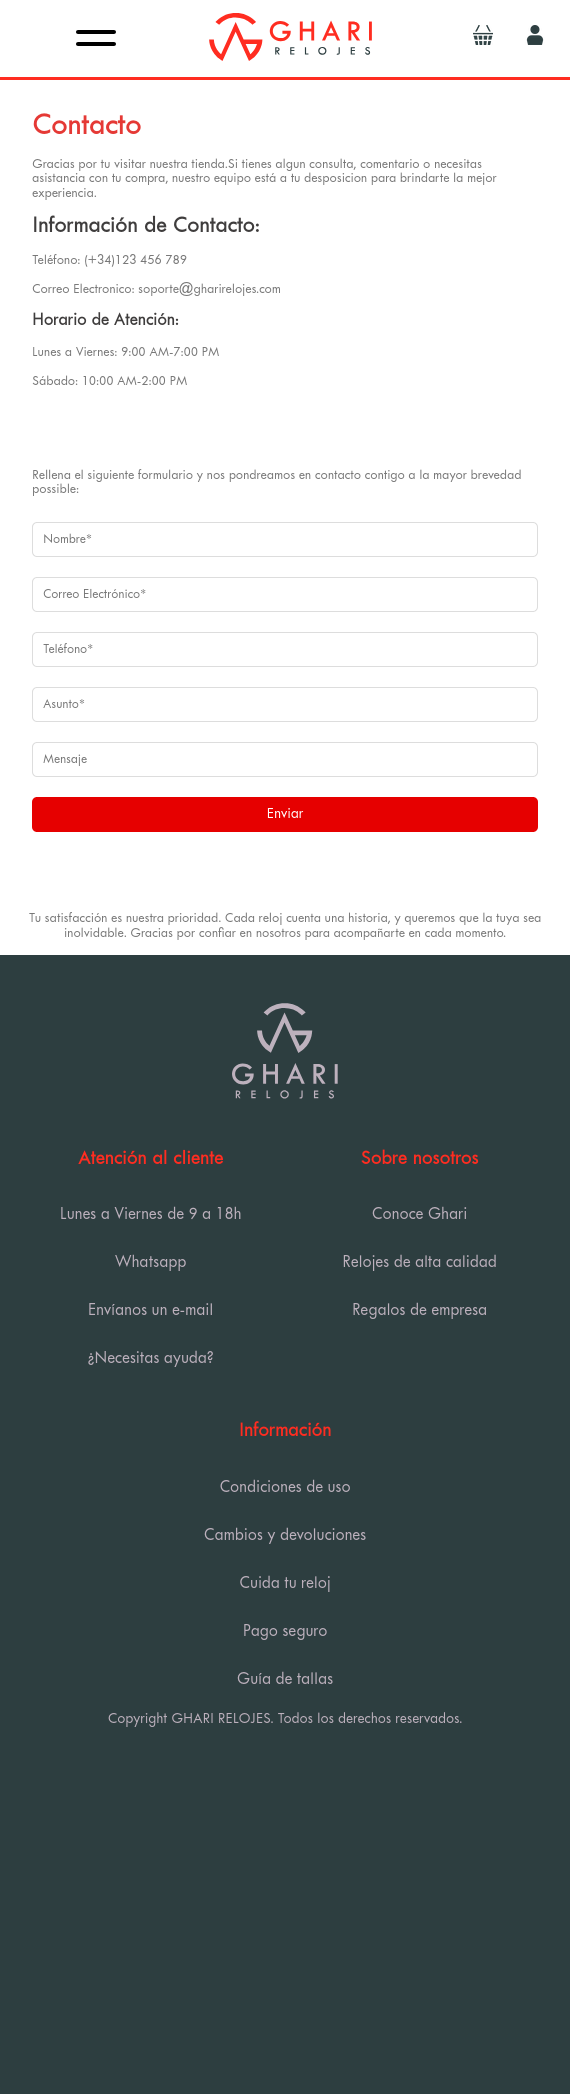 GHARI
RELOJES
Contacto
Gracias por tu visitar nuestra tienda.Si tienes algun consulta, comentario o necesitas
asistancia con tu compra, nuestro equipo está a tu desposicion para brindarte la mejor
experiencia.
Información de Contacto:
Teléfono: (+34)123 456 789
Correo Electronico: soporte@gharirelojes.com
Horario de Atención:
Lunes a Viernes: 9:00 AM-7:00 PM
Sábado: 10:00 AM-2:00 PM
Rellena el siguiente formulario y nos pondreamos en contacto contigo a la mayor brevedad
possible:
Nombre*
Correo Electrónico*
Teléfono*
Asunto*
Mensaje
Enviar
Tu satisfacción es nuestra prioridad. Cada reloj cuenta una historia, y queremos que la tuya sea
inolvidable. Gracias por confiar en nosotros para acompañarte en cada momento.
GHARI
RELOJES
Atención al cliente
Lunes a Viernes de 9 a 18h
Whatsapp
Envíanos un e-mail
¿Necesitas ayuda?
Sobre nosotros
Conoce Ghari
Relojes de alta calidad
Regalos de empresa
Información
Condiciones de uso
Cambios y devoluciones
Cuida tu reloj
Pago seguro
Guía de tallas
Copyright GHARI RELOJES. Todos los derechos reservados.